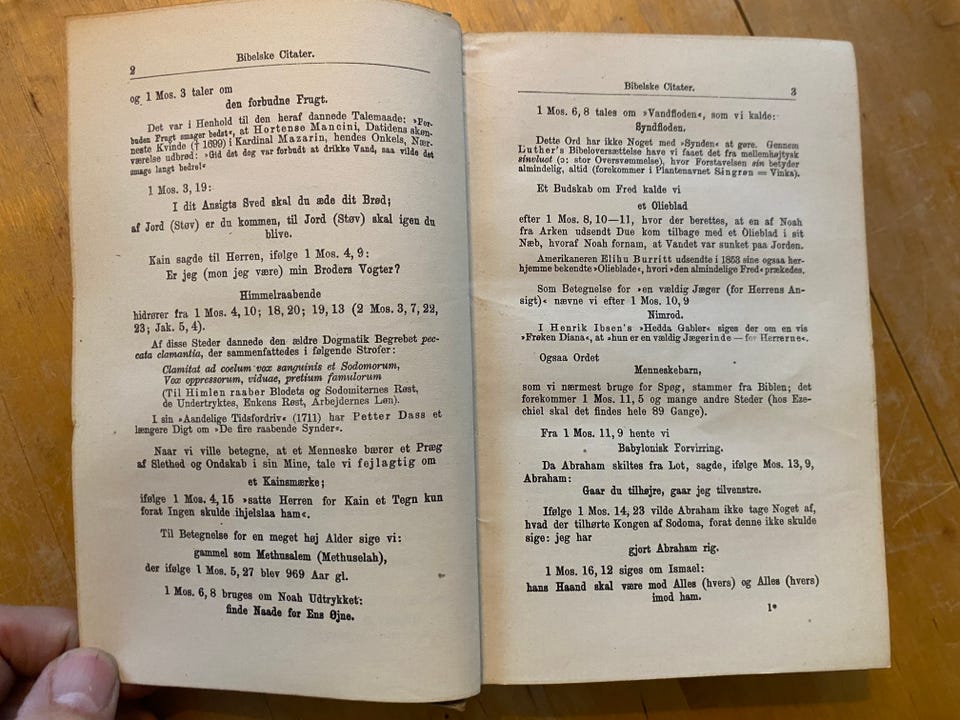 2
Bibelske Citater.
og 1 Mos. 3 taler om
den forbudne Frugt.
Det var i Henhold til den heraf dannede Talemaade: »For-
buden Frugt smager bedst«, at Hortense Mancini, Datidens skøn-
neste Kvinde († 1699) i Kardinal Mazarin, hendes Onkels, Nær-
værelse udbrød: »Gid det dog var forbudt at drikke Vand, saa vilde det
smage langt bedre!«
1 Mos. 3, 19:
I dit Ansigts Sved skal du æde dit Brød;
af Jord (Støv) er du kommen, til Jord (Støv) skal igen du
blive.
Kain sagde til Herren, ifølge 1 Mos. 4, 9:
Er jeg (mon jeg være) min Broders Vogter?
Himmelraabende
hidrører fra 1 Mos. 4, 10; 18, 20; 19, 13 (2 Mos. 3, 7, 22,
23; Jak. 5, 4).
Af disse Steder dannede den ældre Dogmatik Begrebet pec-
cata clamantia, der sammenfattedes i følgende Strofer:
Clamitat ad coelum vox sanguinis et Sodomorum,
Vox oppressorum, viduae, pretium famulorum
(Til Himlen raaber Blodets og Sodomiternes Røst,
de Undertryktes, Enkens Røst, Arbejdernes Løn).
I sin »Aandelige Tidsfordriv« (1711) har Petter Dass et
længere Digt om »De fire raabende Synder«.
Naar vi ville betegne, at et Menneske bærer et Præg
af Slethed og Ondskab i sin Mine, tale vi fejlagtig om
et Kainsmærke;
ifølge 1 Mos. 4, 15 »satte Herren for Kain et Tegn kun
forat Ingen skulde ihjelslaa ham«.
Til Betegnelse for en meget høj Alder sige vi:
gammel som Methusalem (Methuselah),
der ifølge 1 Mos. 5, 27 blev 969 Aar gl.
1 Mos. 6, 8 bruges om Noah Udtrykket:
finde Naade for Ens Øjne.
Bibelske Citater.
3
1 Mos. 6, 8 tales om »Vandfloden«, som vi kalde:
Syndfloden.
Dette Ord har ikke Noget med »Synden« at gøre. Gennem
Luther's Bibeloversættelse have vi faaet det fra mellemhøjtysk
sinvluot (ɔ: stor Oversvømmelse), hvor Forstavelsen sin betyder
almindelig, altid (forekommer i Plantenavnet Singrøn = Vinka).
Et Budskab om Fred kalde vi
et Olieblad
efter 1 Mos. 8, 10—11, hvor der berettes, at en af Noah
fra Arken udsendt Due kom tilbage med et Olieblad i sit
Næb, hvoraf Noah fornam, at Vandet var sunket paa Jorden.
Amerikaneren Elihu Burritt udsendte i 1853 sine ogsaa her-
hjemme bekendte »Olieblade«, hvori »den almindelige Fred« prækedes.
Som Betegnelse for »en vældig Jæger (for Herrens An-
sigt)« nævne vi efter 1 Mos. 10, 9
Nimrod.
I Henrik Ibsen's »Hedda Gabler« siges der om en vis
»Frøken Diana«, at »hun er en vældig Jægerinde — for Herrerne«.
Ogsaa Ordet
Menneskebarn,
som vi nærmest bruge for Spøg, stammer fra Biblen; det
forekommer 1 Mos. 11, 5 og mange andre Steder (hos Eze-
chiel skal det findes hele 89 Gange).
Fra 1 Mos. 11, 9 hente vi
Babylonisk Forvirring.
Da Abraham skiltes fra Lot, sagde, ifølge Mos. 13, 9,
Abraham:
Gaar du tilhøjre, gaar jeg tilvenstre.
Ifølge 1 Mos. 14, 23 vilde Abraham ikke tage Noget af,
hvad der tilhørte Kongen af Sodoma, forat denne ikke skulde
sige: jeg har
gjort Abraham rig.
1 Mos. 16, 12 siges om Ismael:
hans Haand skal være mod Alles (hvers) og Alles (hvers)
imod ham.
1*